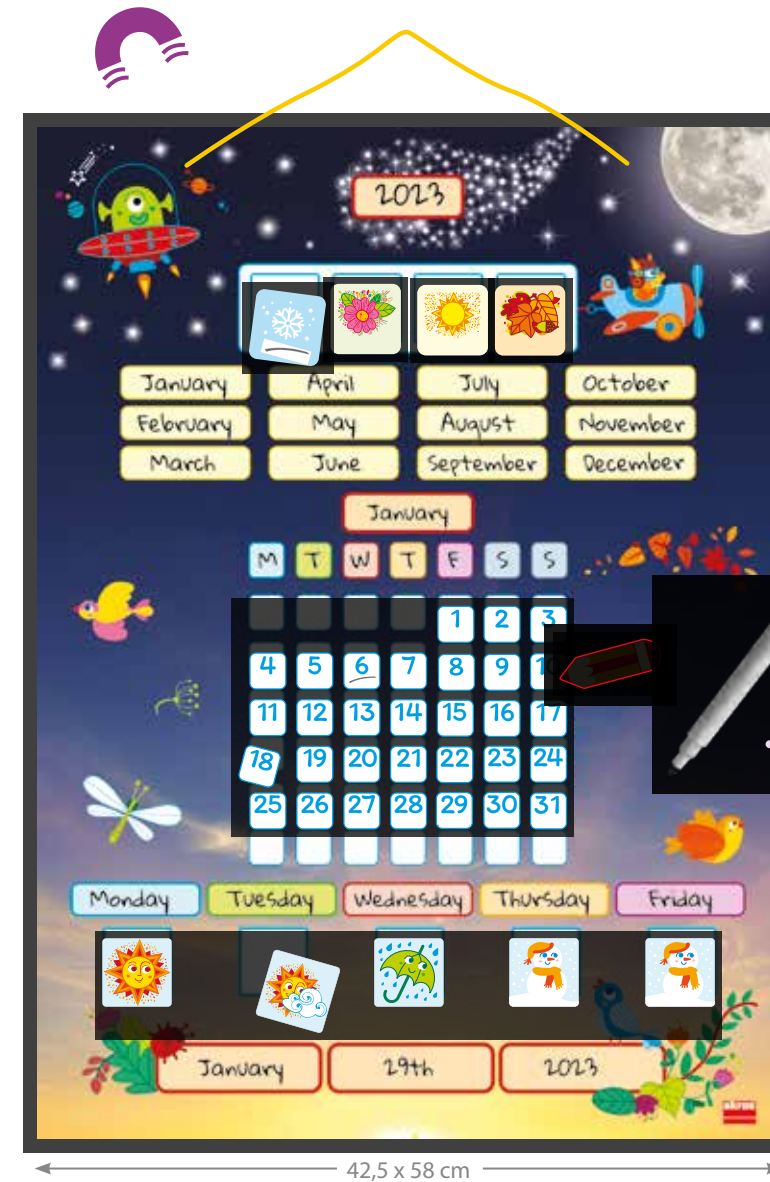 2023
January April July October
February May August November
March June September December
January
M T W T F S S
1 2 3
4 5 6 7 8 9 10
11 12 13 14 15 16 17
18 19 20 21 22 23 24
25 26 27 28 29 30 31
Monday Tuesday Wednesday Thursday Friday
January 29th 2023
akros
42,5 x 58 cm